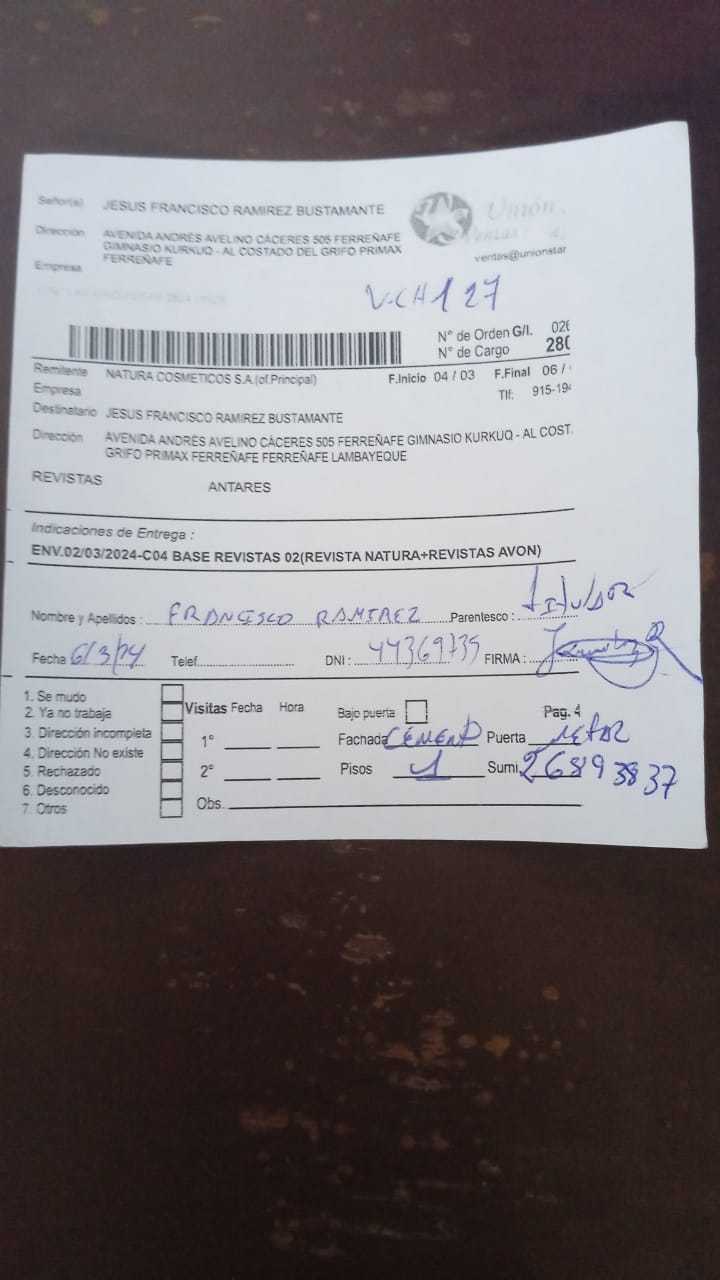 Señor(a) JESUS FRANCISCO RAMIREZ BUSTAMANTE
Dirección AVENIDA ANDRÉS AVELINO CÁCERES 505 FERREÑAFE
GIMNASIO KURKUQ - AL COSTADO DEL GRIFO PRIMAX
FERREÑAFE
Empresa
Unión
ventas@unionstar
V-CH127
N° de Orden G/I. 026
N° de Cargo 280
Remitente NATURA COSMETICOS S.A.(of.Principal) F.Inicio 04 / 03 F.Final 06 /
Empresa Tlf: 915-194
Destinatario JESUS FRANCISCO RAMIREZ BUSTAMANTE
Dirección AVENIDA ANDRÉS AVELINO CÁCERES 505 FERREÑAFE GIMNASIO KURKUQ - AL COST.
GRIFO PRIMAX FERREÑAFE FERREÑAFE LAMBAYEQUE
REVISTAS ANTARES
Indicaciones de Entrega :
ENV.02/03/2024-C04 BASE REVISTAS 02(REVISTA NATURA+REVISTAS AVON)
Nombre y Apellidos : FRANCISCO RAMIREZ Parentesco : TITULAR
Fecha 6/3/24 Telef. DNI : 44369735 FIRMA :
1. Se mudo
2. Ya no trabaja
3. Dirección incompleta
4. Dirección No existe
5. Rechazado
6. Desconocido
7. Otros
Visitas Fecha Hora
1°
2°
Obs.
Bajo puerta Pag. 4
Fachada CEMENTO Puerta METAL
Pisos 1 Sumi. 26893837